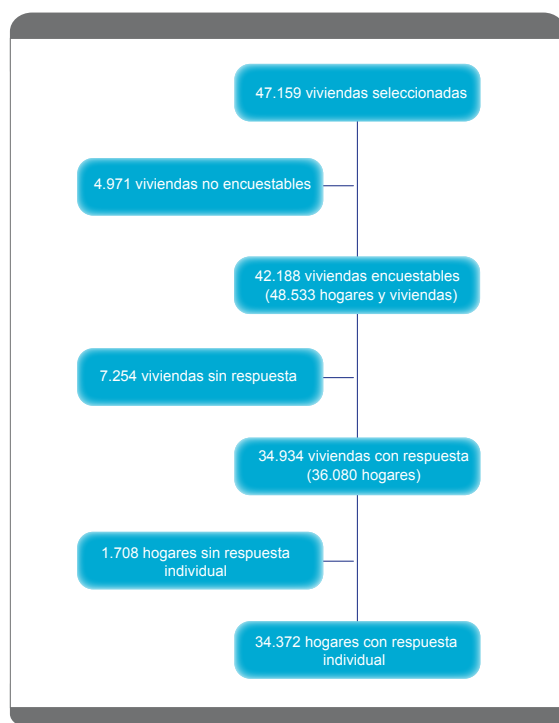 47.159 viviendas seleccionadas
4.971 viviendas no encuestables
42.188 viviendas encuestables
(48.533 hogares y viviendas)
7.254 viviendas sin respuesta
34.934 viviendas con respuesta
(36.080 hogares)
1.708 hogares sin respuesta
individual
34.372 hogares con respuesta
individual